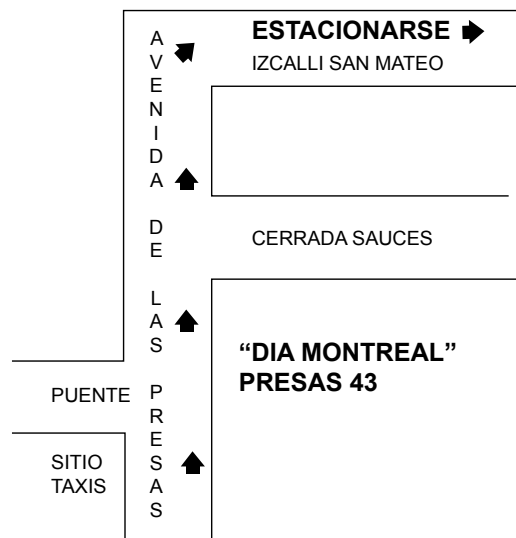 ESTACIONARSE
IZCALLI SAN MATEO
AVENIDA DE LAS PRESAS
CERRADA SAUCES
“DIA MONTREAL”
PRESAS 43
PUENTE
SITIO
TAXIS